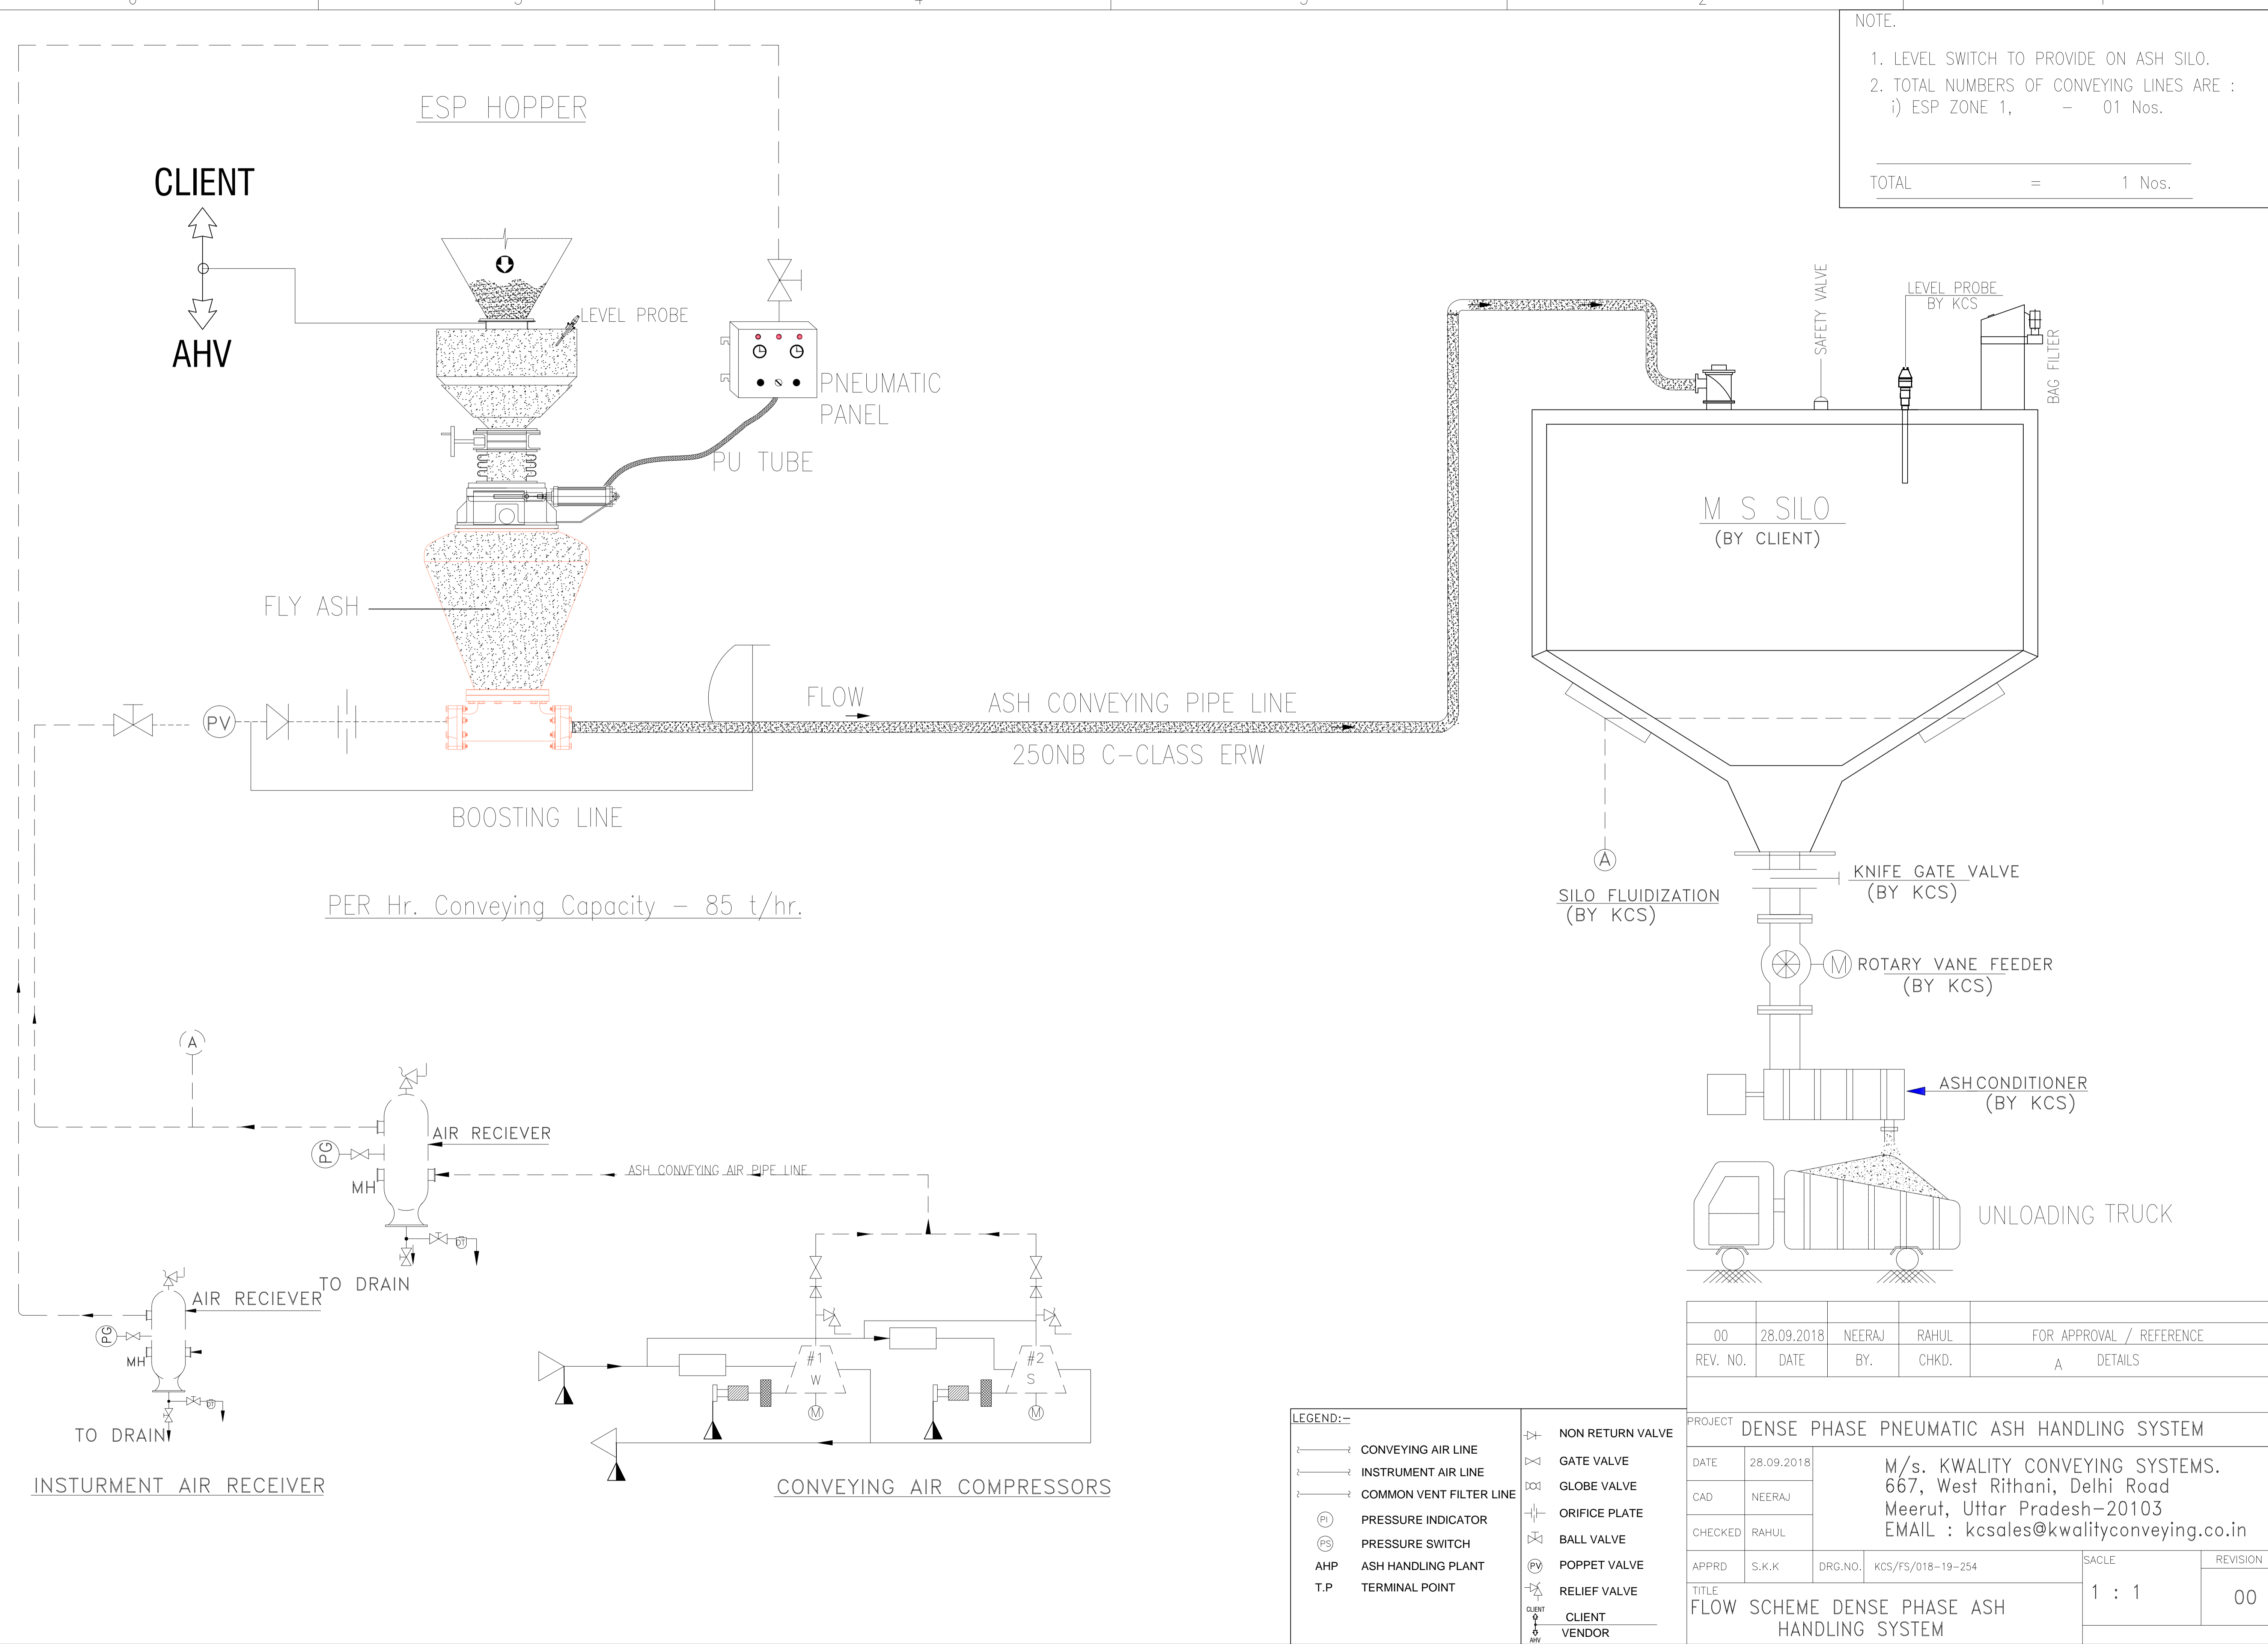 NOTE.
1. LEVEL SWITCH TO PROVIDE ON ASH SILO.
2. TOTAL NUMBERS OF CONVEYING LINES ARE :
i) ESP ZONE 1, - 01 Nos.
TOTAL = 1 Nos.
ESP HOPPER
CLIENT
AHV
LEVEL PROBE
PNEUMATIC
PANEL
PU TUBE
FLY ASH
PV
FLOW
ASH CONVEYING PIPE LINE
250NB C-CLASS ERW
BOOSTING LINE
PER Hr. Conveying Capacity - 85 t/hr.
SAFETY VALVE
LEVEL PROBE
BY KCS
BAG FILTER
M S SILO
(BY CLIENT)
A
SILO FLUIDIZATION
(BY KCS)
KNIFE GATE VALVE
(BY KCS)
M
ROTARY VANE FEEDER
(BY KCS)
ASH CONDITIONER
(BY KCS)
UNLOADING TRUCK
A
AIR RECIEVER
PG
MH
DT
TO DRAIN
ASH CONVEYING AIR PIPE LINE
AIR RECIEVER
PG
MH
DT
TO DRAIN
INSTURMENT AIR RECEIVER
#1
W
M
#2
S
M
CONVEYING AIR COMPRESSORS
LEGEND:-
CONVEYING AIR LINE
INSTRUMENT AIR LINE
COMMON VENT FILTER LINE
PI PRESSURE INDICATOR
PS PRESSURE SWITCH
AHP ASH HANDLING PLANT
T.P TERMINAL POINT
NON RETURN VALVE
GATE VALVE
GLOBE VALVE
ORIFICE PLATE
BALL VALVE
PV POPPET VALVE
RELIEF VALVE
CLIENT
CLIENT
VENDOR
AHV
00 28.09.2018 NEERAJ RAHUL FOR APPROVAL / REFERENCE
REV. NO. DATE BY. CHKD. A DETAILS
PROJECT DENSE PHASE PNEUMATIC ASH HANDLING SYSTEM
DATE 28.09.2018
CAD NEERAJ
CHECKED RAHUL
M/s. KWALITY CONVEYING SYSTEMS.
667, West Rithani, Delhi Road
Meerut, Uttar Pradesh-20103
EMAIL : kcsales@kwalityconveying.co.in
APPRD S.K.K DRG.NO. KCS/FS/018-19-254
SACLE
1 : 1
REVISION
00
TITLE
FLOW SCHEME DENSE PHASE ASH
HANDLING SYSTEM